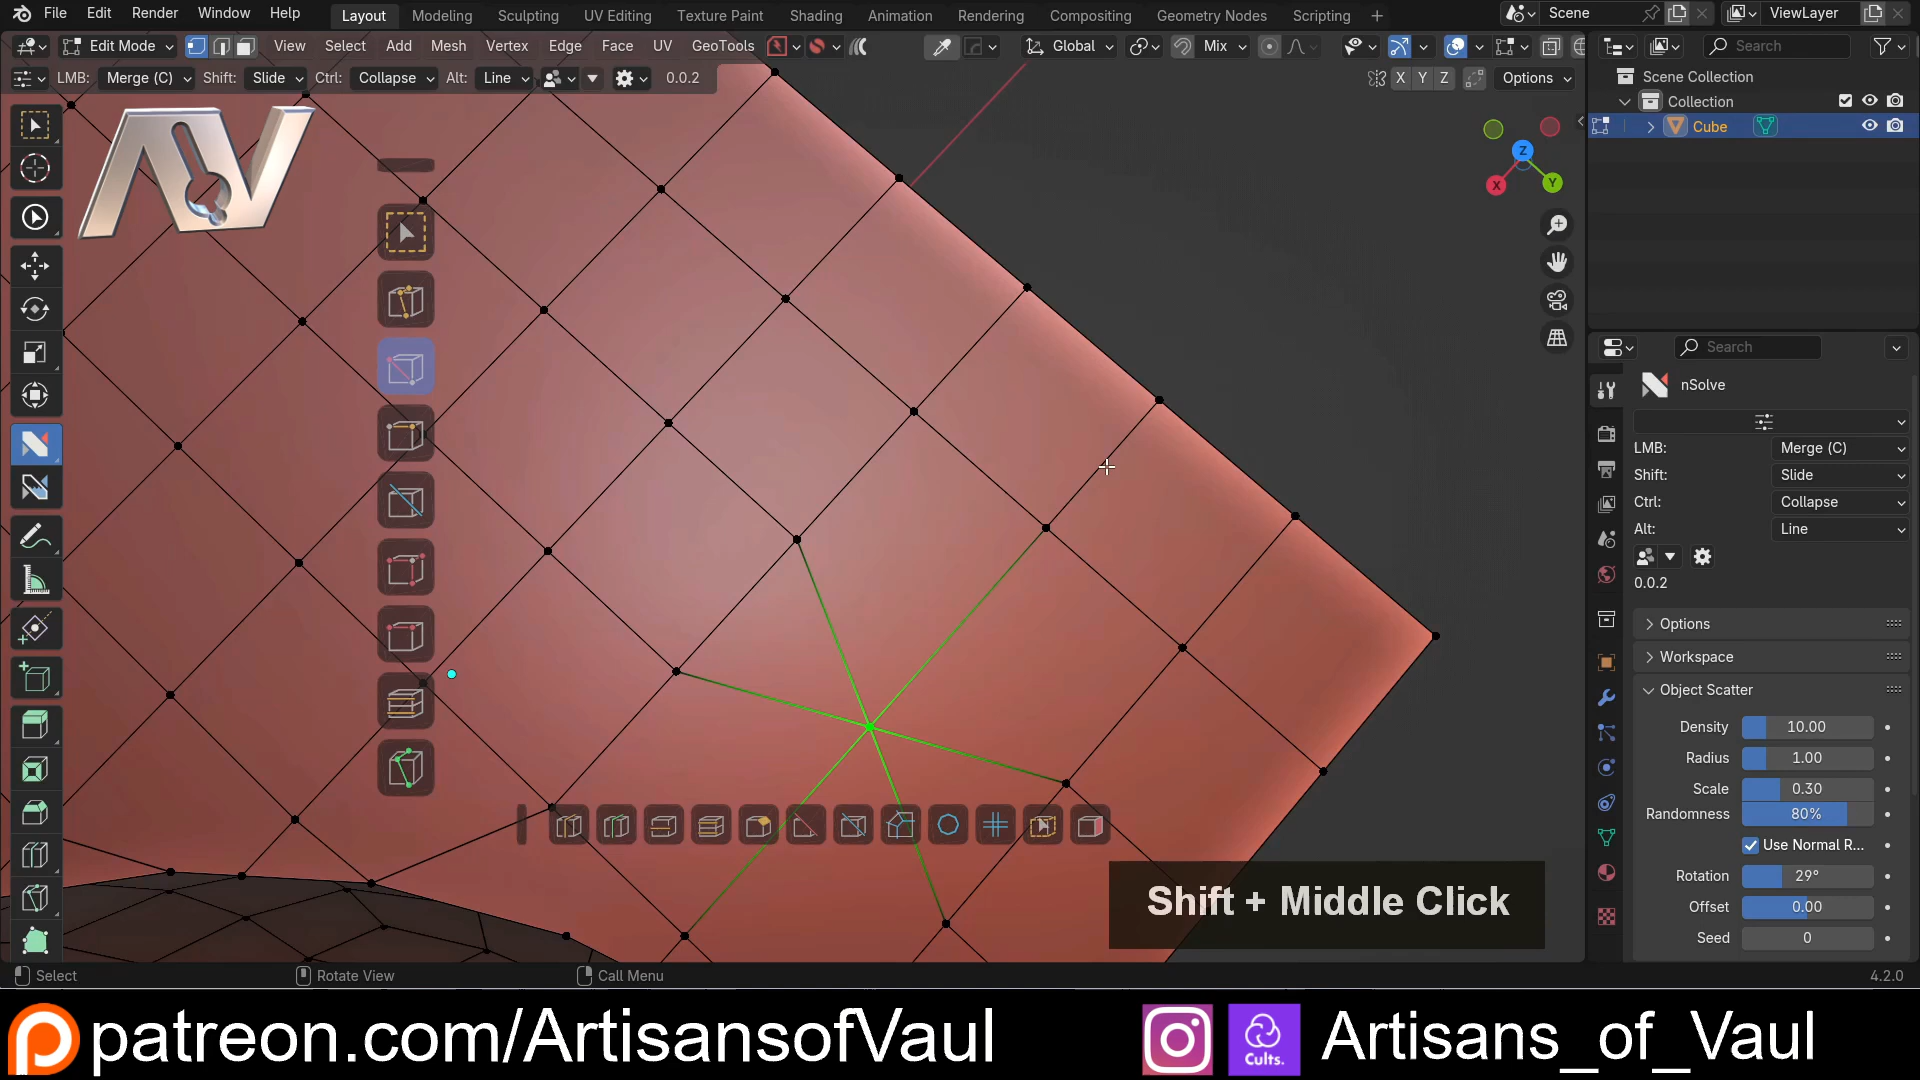 File Edit Render Window Help Layout Modeling Sculpting UV Editing Texture Paint Shading Animation Rendering Compositing Geometry Nodes Scripting + Scene ViewLayer
Edit Mode View Select Add Mesh Vertex Edge Face UV GeoTools Global Mix Search
LMB: Merge (C) Shift: Slide Ctrl: Collapse Alt: Line 0.0.2 X Y Z Options
Scene Collection
Collection
Cube
Z
X Y
Search
nSolve
LMB: Merge (C)
Shift: Slide
Ctrl: Collapse
Alt: Line
0.0.2
Options
Workspace
Object Scatter
Density 10.00
Radius 1.00
Scale 0.30
Randomness 80%
Use Normal R...
Rotation 29°
Offset 0.00
Seed 0
Shift + Middle Click
Select Rotate View Call Menu 4.2.0
patreon.com/ArtisansofVaul Cults. Artisans_of_Vaul